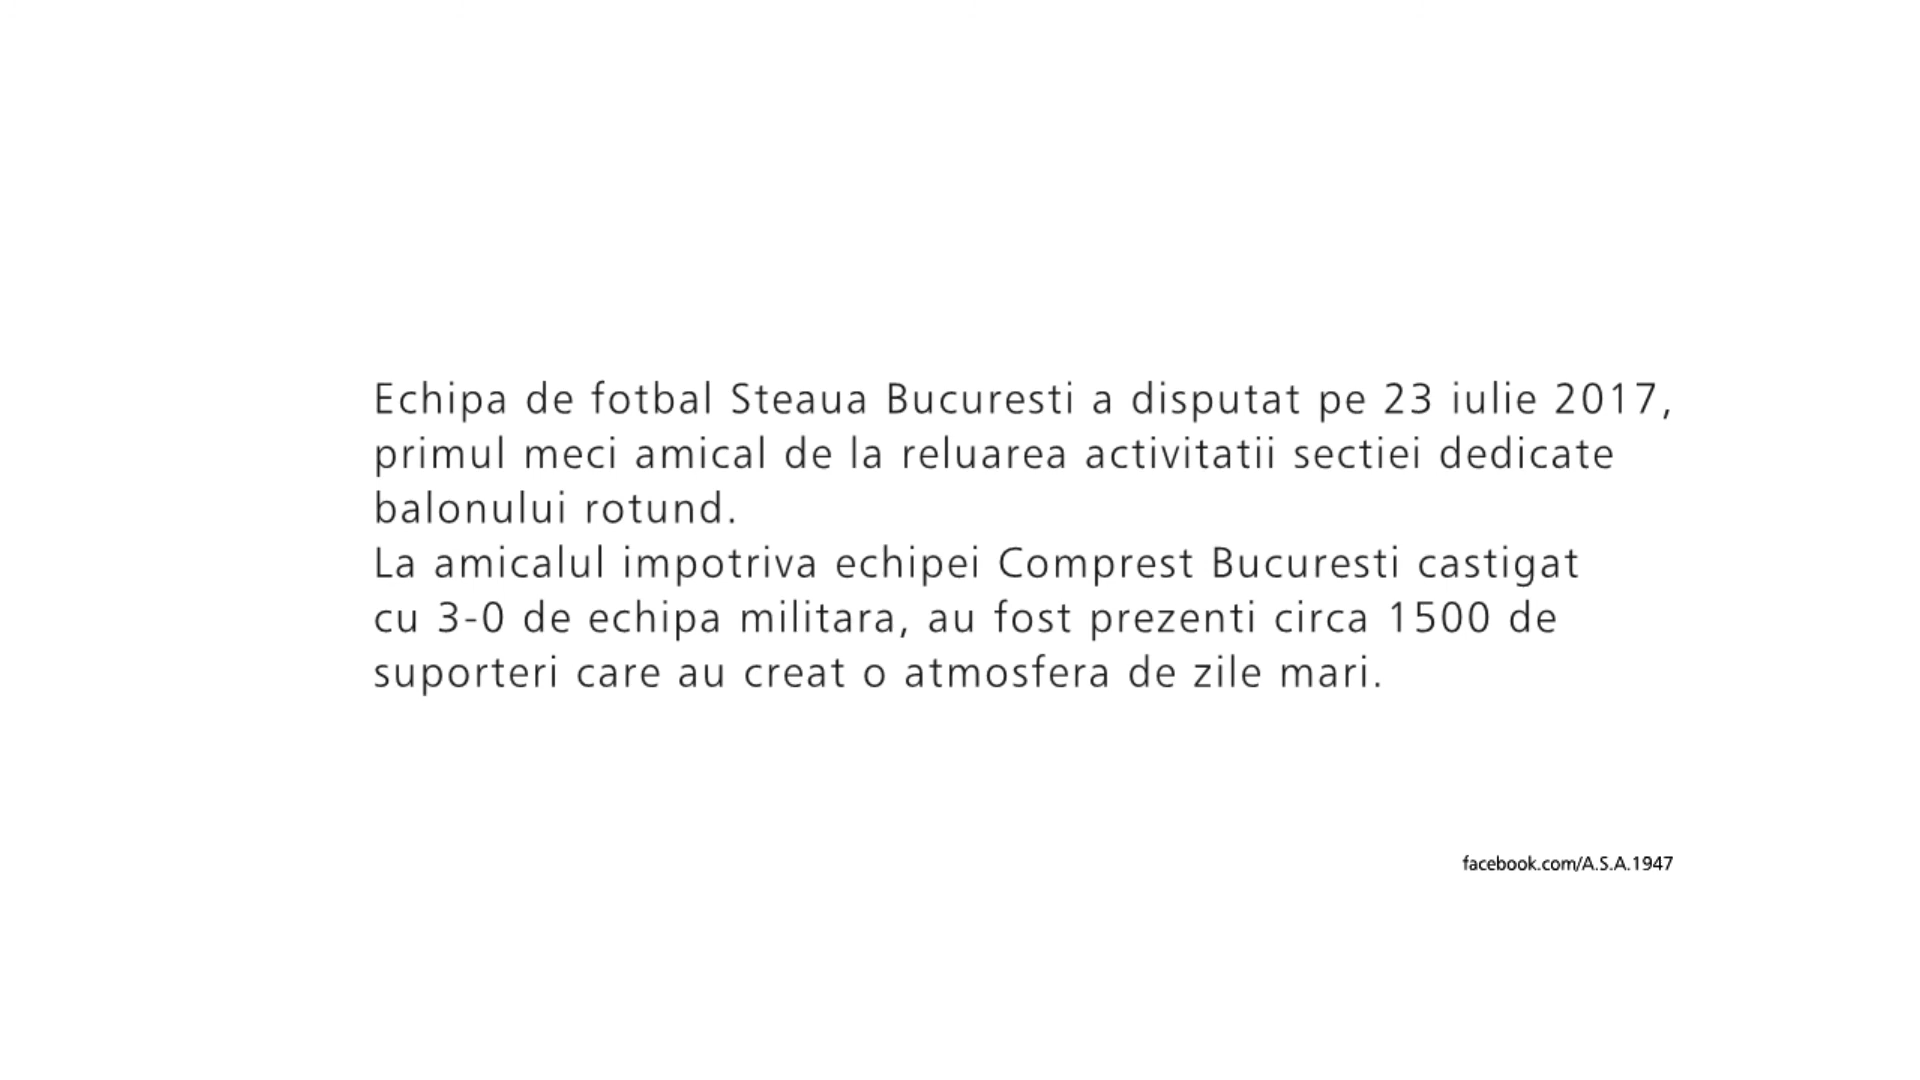 Echipa de fotbal Steaua Bucuresti a disputat pe 23 iulie 2017,
primul meci amical de la reluarea activitatii sectiei dedicate
balonului rotund.
La amicalul impotriva echipei Comprest Bucuresti castigat
cu 3-0 de echipa militara, au fost prezenti circa 1500 de
suporteri care au creat o atmosfera de zile mari.
facebook.com/A.S.A.1947